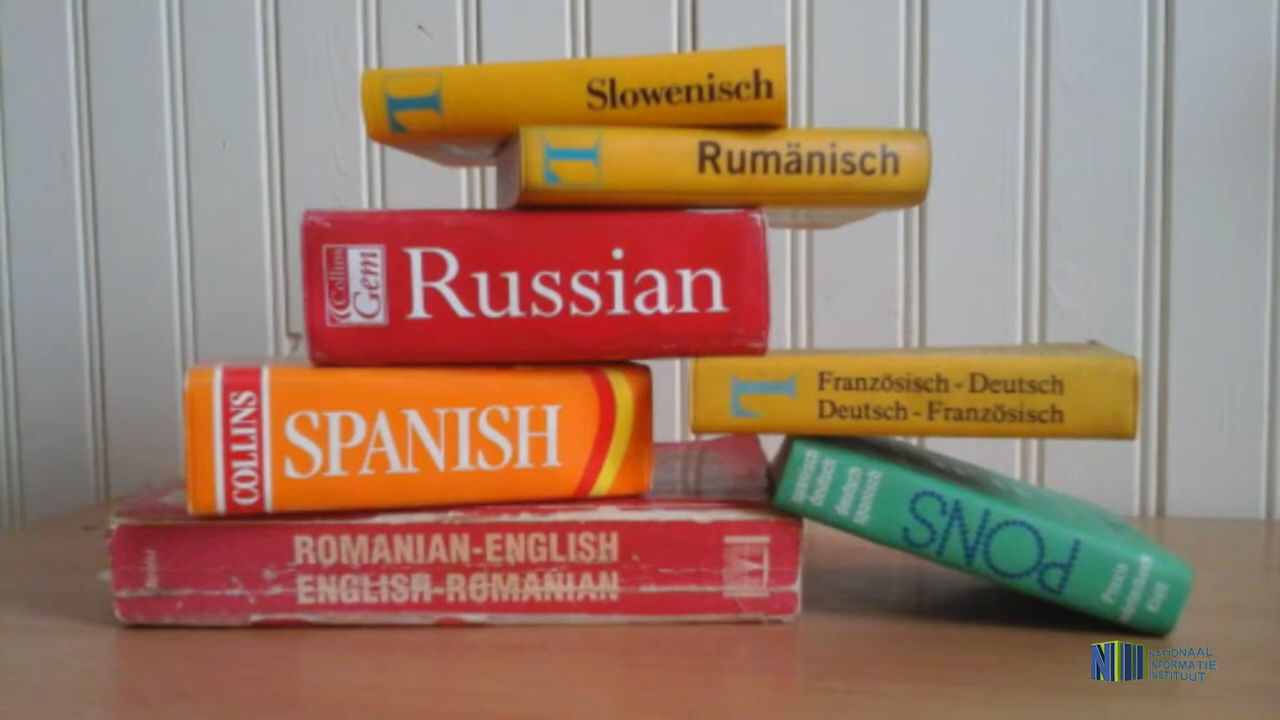 Slowenisch
L
Rumänisch
L
Collins
Gem
Russian
COLLINS
SPANISH
L
Französisch - Deutsch
Deutsch - Französisch
ROMANIAN-ENGLISH
ENGLISH-ROMANIAN
PONS
NATIONAAL
INFORMATIE
INSTITUUT